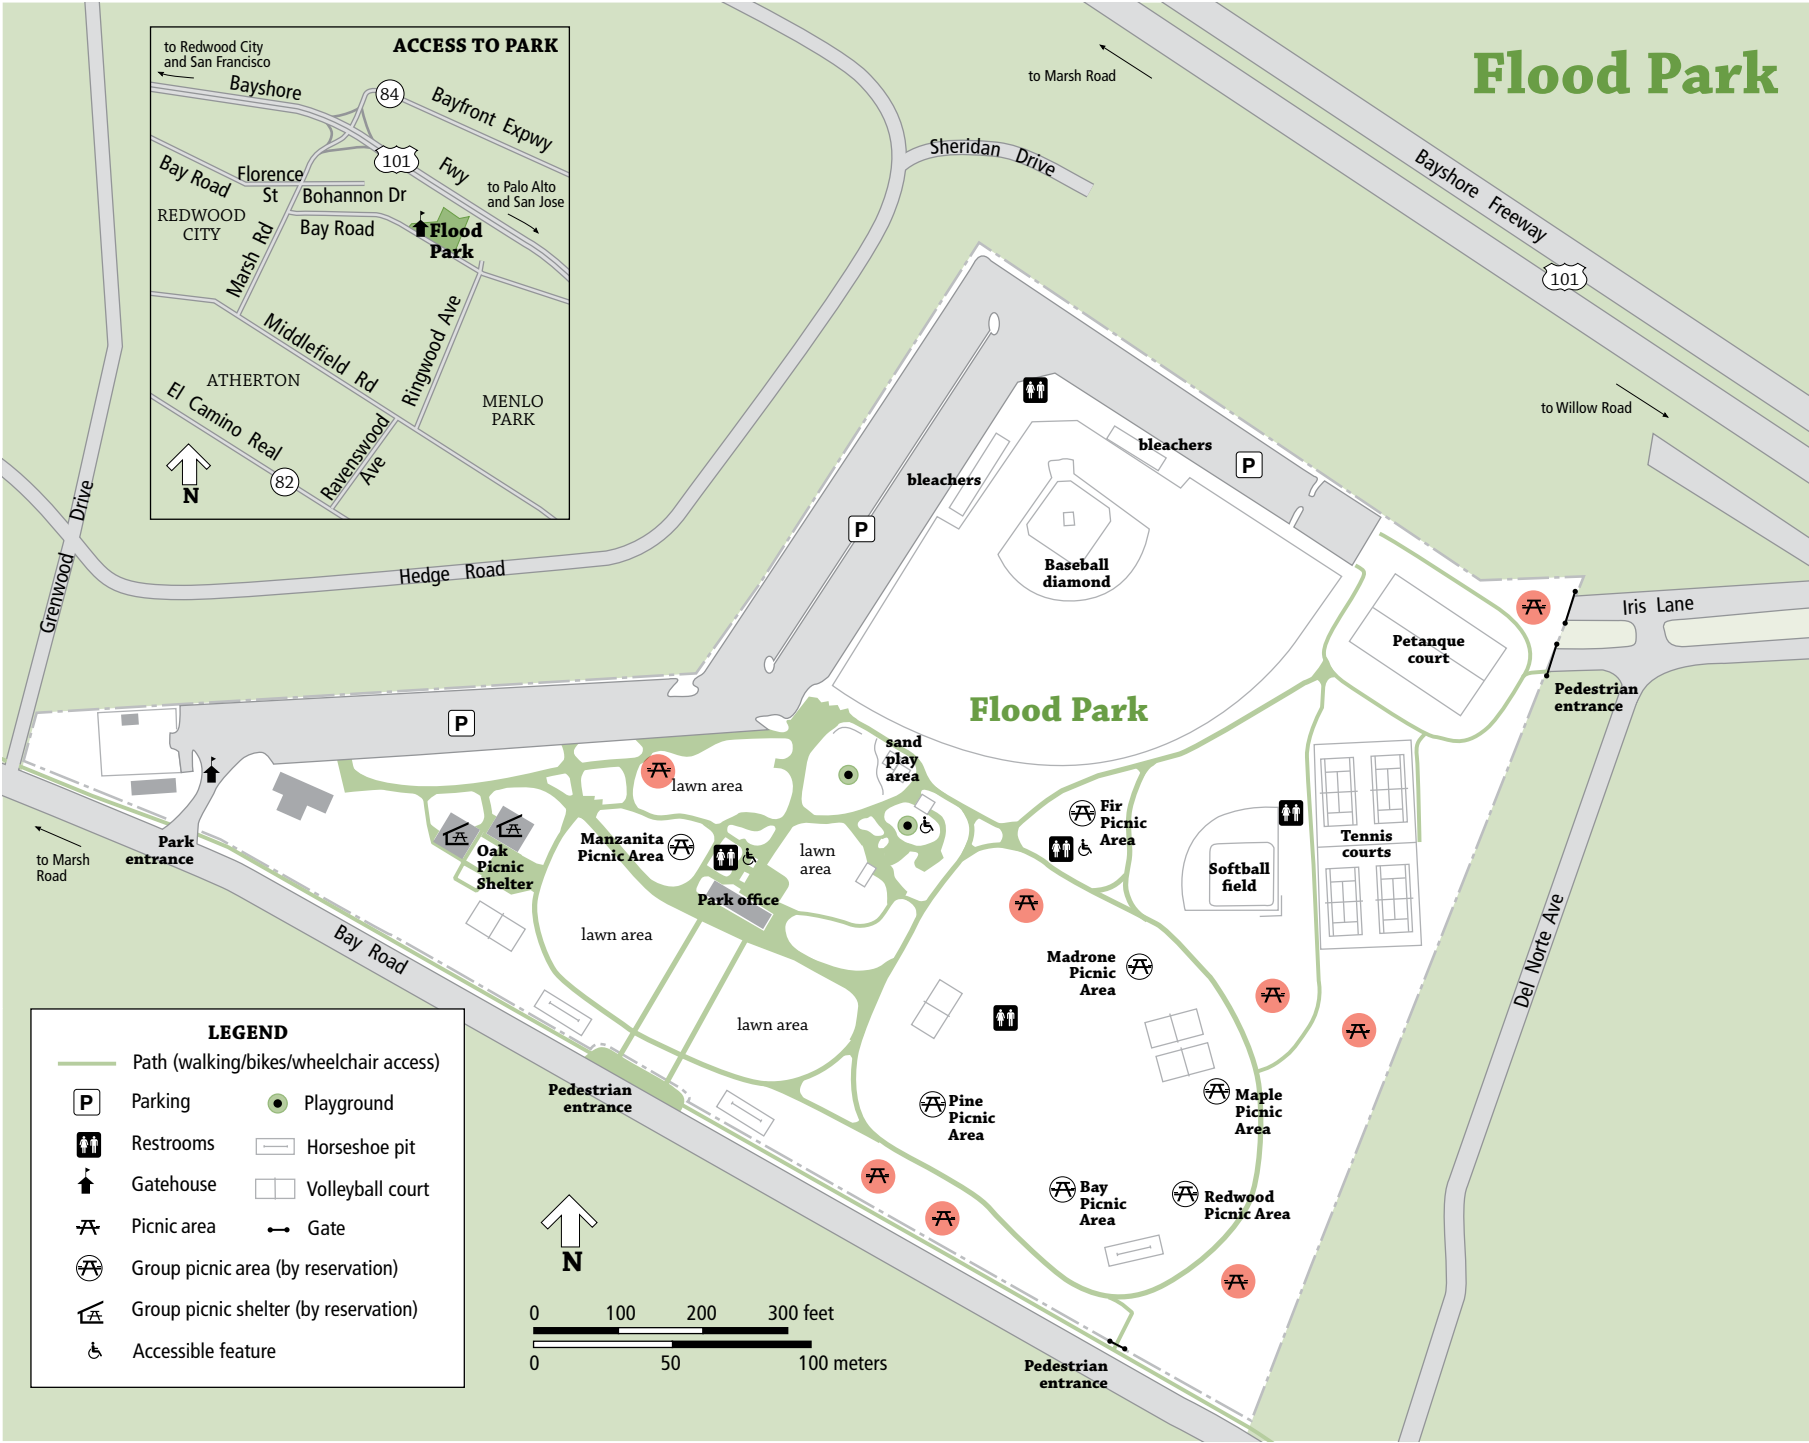 Flood Park
ACCESS TO PARK
to Redwood City
and San Francisco
Bayshore
84
Bayfront Expwy
101
Fwy
Bay Road
Florence
St
Bohannon Dr
to Palo Alto
and San Jose
REDWOOD
CITY
Bay Road
Flood
Park
Marsh Rd
Middlefield Rd
Ringwood Ave
ATHERTON
El Camino Real
MENLO
PARK
Ravenswood
Ave
82
N
to Marsh Road
Sheridan Drive
Bayshore Freeway
101
to Willow Road
Grenwood Drive
Hedge Road
bleachers
bleachers
P
P
P
Baseball
diamond
Petanque
court
Iris Lane
Pedestrian
entrance
Flood Park
sand
play
area
lawn area
Park
entrance
to Marsh
Road
Oak
Picnic
Shelter
Manzanita
Picnic Area
lawn
area
Park office
lawn area
lawn area
Fir
Picnic
Area
Softball
field
Tennis
courts
Bay Road
Madrone
Picnic
Area
Del Norte Ave
Pedestrian
entrance
Pine
Picnic
Area
Maple
Picnic
Area
Bay
Picnic
Area
Redwood
Picnic Area
Pedestrian
entrance
LEGEND
Path (walking/bikes/wheelchair access)
P
Parking
Playground
Restrooms
Horseshoe pit
Gatehouse
Volleyball court
Picnic area
Gate
Group picnic area (by reservation)
Group picnic shelter (by reservation)
Accessible feature
N
0 100 200 300 feet
0 50 100 meters